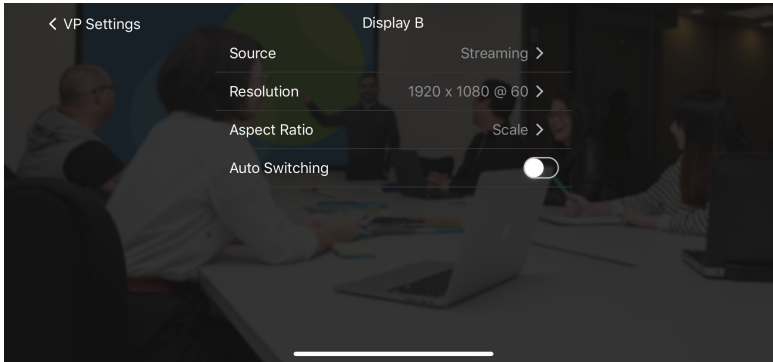 VP Settings
Display B
Source
Streaming
Resolution
1920 x 1080 @ 60
Aspect Ratio
Scale
Auto Switching